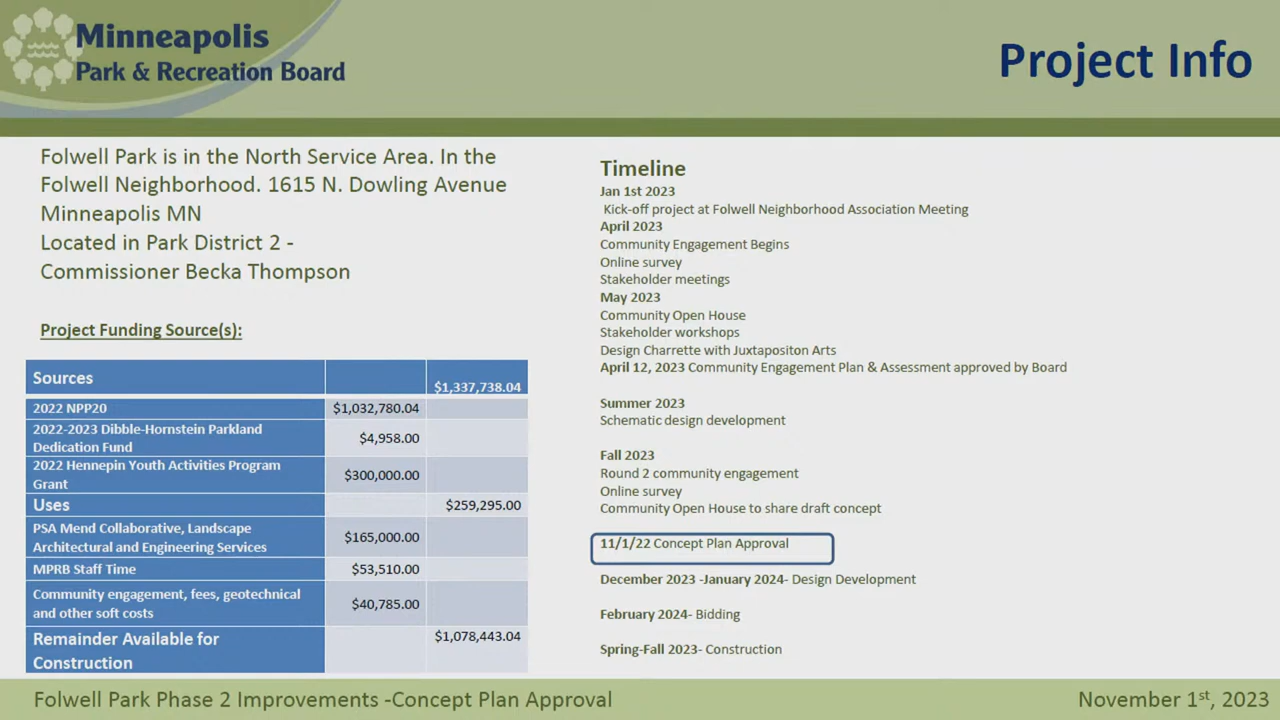 Minneapolis
Park & Recreation Board
Project Info
Folwell Park is in the North Service Area. In the
Folwell Neighborhood. 1615 N. Dowling Avenue
Minneapolis MN
Located in Park District 2 -
Commissioner Becka Thompson
Project Funding Source(s):
Sources $1,337,738.04
2022 NPP20 $1,032,780.04
2022-2023 Dibble-Hornstein Parkland
Dedication Fund $4,958.00
2022 Hennepin Youth Activities Program
Grant $300,000.00
Uses $259,295.00
PSA Mend Collaborative, Landscape
Architectural and Engineering Services $165,000.00
MPRB Staff Time $53,510.00
Community engagement, fees, geotechnical
and other soft costs $40,785.00
Remainder Available for
Construction $1,078,443.04
Timeline
Jan 1st 2023
Kick-off project at Folwell Neighborhood Association Meeting
April 2023
Community Engagement Begins
Online survey
Stakeholder meetings
May 2023
Community Open House
Stakeholder workshops
Design Charrette with Juxtapositon Arts
April 12, 2023 Community Engagement Plan & Assessment approved by Board
Summer 2023
Schematic design development
Fall 2023
Round 2 community engagement
Online survey
Community Open House to share draft concept
11/1/22 Concept Plan Approval
December 2023 -January 2024- Design Development
February 2024- Bidding
Spring-Fall 2023- Construction
Folwell Park Phase 2 Improvements -Concept Plan Approval
November 1st, 2023